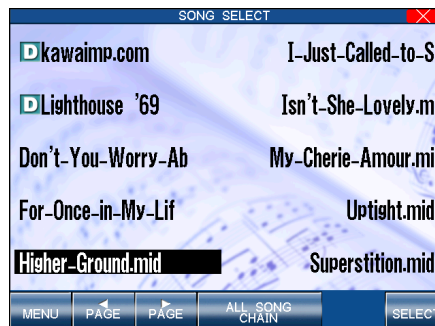 SONG SELECT
D kawaimp.com
D Lighthouse '69
Don't-You-Worry-Ab
For-Once-in-My-Lif
Higher-Ground.mid
I-Just-Called-to-S
Isn't-She-Lovely.m
My-Cherie-Amour.mi
Uptight.mid
Superstition.mid
MENU
PAGE
PAGE
ALL SONG
CHAIN
SELEC